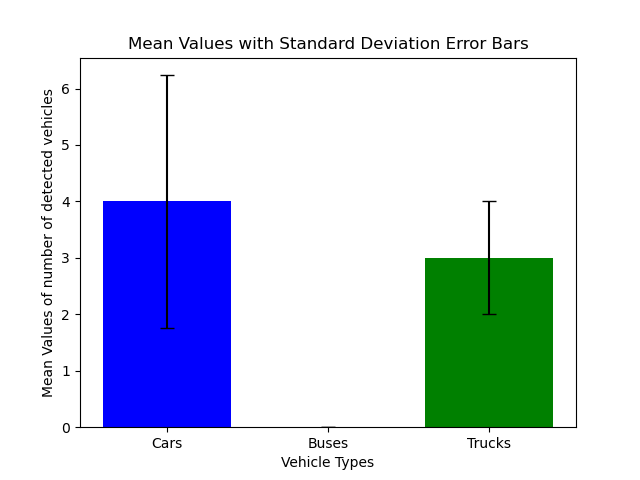 Mean Values with Standard Deviation Error Bars
Mean Values of number of detected vehicles
6
5
4
3
2
1
0
Cars
Buses
Trucks
Vehicle Types